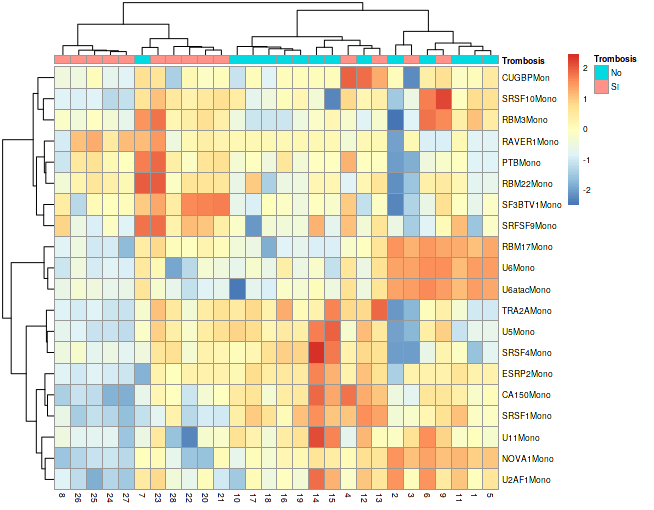 Trombosis
CUGBPMon
SRSF10Mono
RBM3Mono
RAVER1Mono
PTBMono
RBM22Mono
SF3BTV1Mono
SRFSF9Mono
RBM17Mono
U6Mono
U6atacMono
TRA2AMono
U5Mono
SRSF4Mono
ESRP2Mono
CA150Mono
SRSF1Mono
U11Mono
NOVA1Mono
U2AF1Mono
8 26 25 24 27 7 23 28 22 20 21 10 17 18 16 19 14 15 4 12 13 2 3 6 9 11 1 5
2
1
0
-1
-2
Trombosis
No
SI